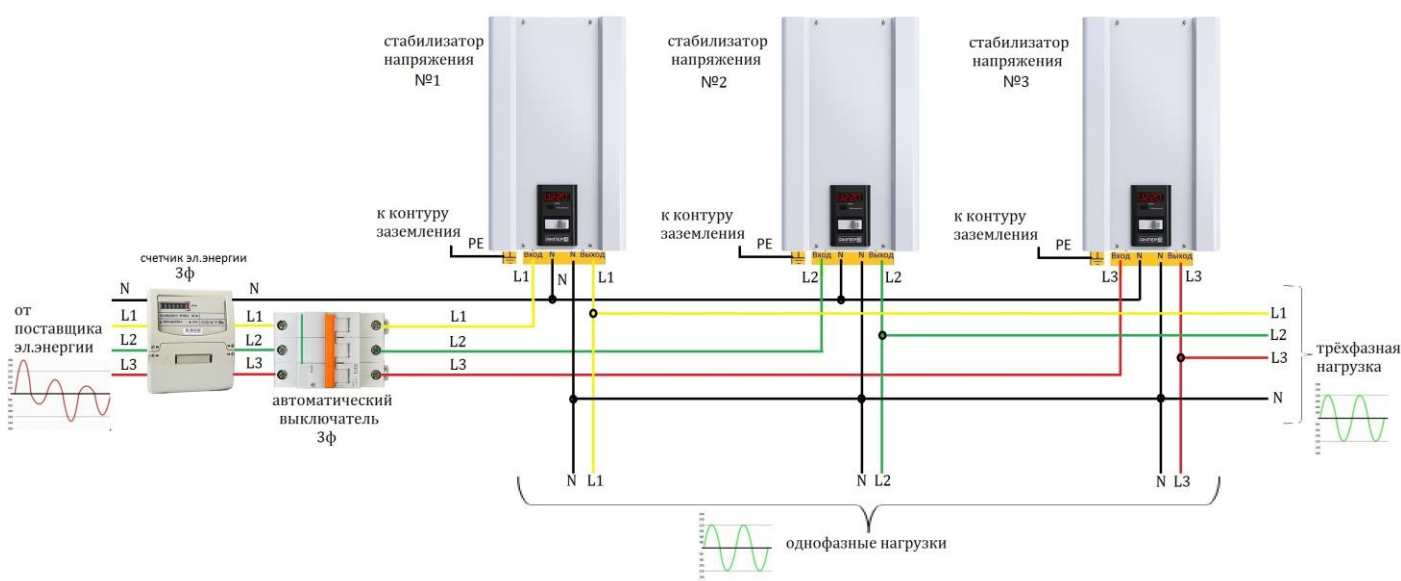 стабилизатор
напряжения
№1
стабилизатор
напряжения
№2
стабилизатор
напряжения
№3
к контуру
заземления
PE
к контуру
заземления
PE
к контуру
заземления
PE
Вход N N Выход
Вход N N Выход
Вход N N Выход
L1 N L1
L2 L2
L3 L3
счетчик эл.энергии
3ф
от
поставщика
эл.энергии
N N
L1 L1 L1
L2 L2 L2
L3 L3 L3
автоматический
выключатель
3ф
L1
L2
L3
N
трёхфазная
нагрузка
N L1
N L2
N L3
однофазные нагрузки